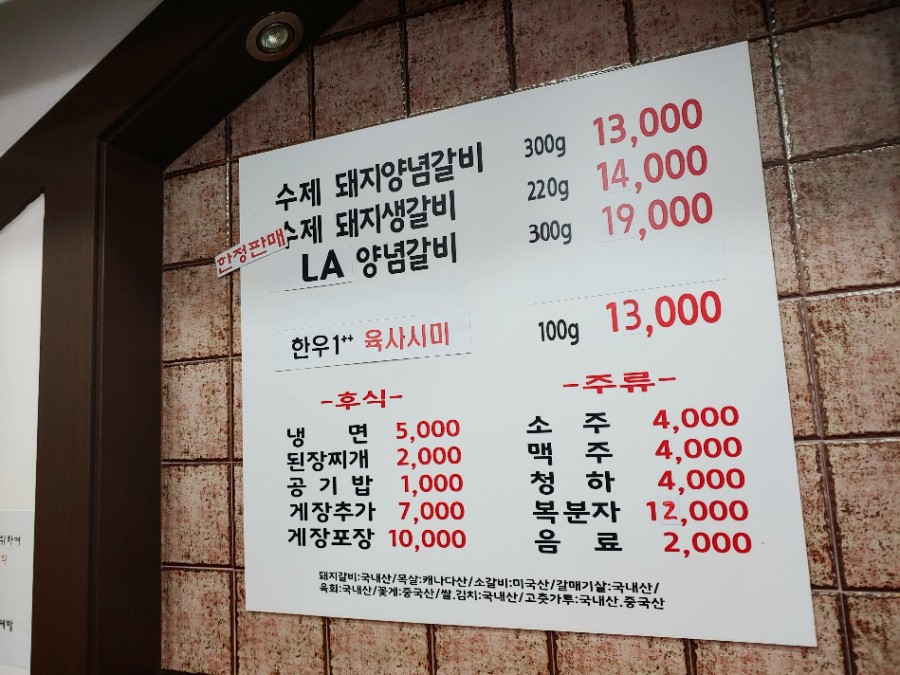 수제 돼지양념갈비 300g 13,000
수제 돼지생갈비 220g 14,000
한정판매
LA 양념갈비 300g 19,000
한우1++ 육사시미 100g 13,000
-후식-
냉 면 5,000
된장찌개 2,000
공 기 밥 1,000
게장추가 7,000
게장포장 10,000
-주류-
소 주 4,000
맥 주 4,000
청 하 4,000
복분자 12,000
음 료 2,000
돼지갈비:국내산/목살:캐나다산/소갈비:미국산/갈매기살:국내산/
육회:국내산/꽃게:중국산/쌀.김치:국내산/고춧가루:국내산.중국산